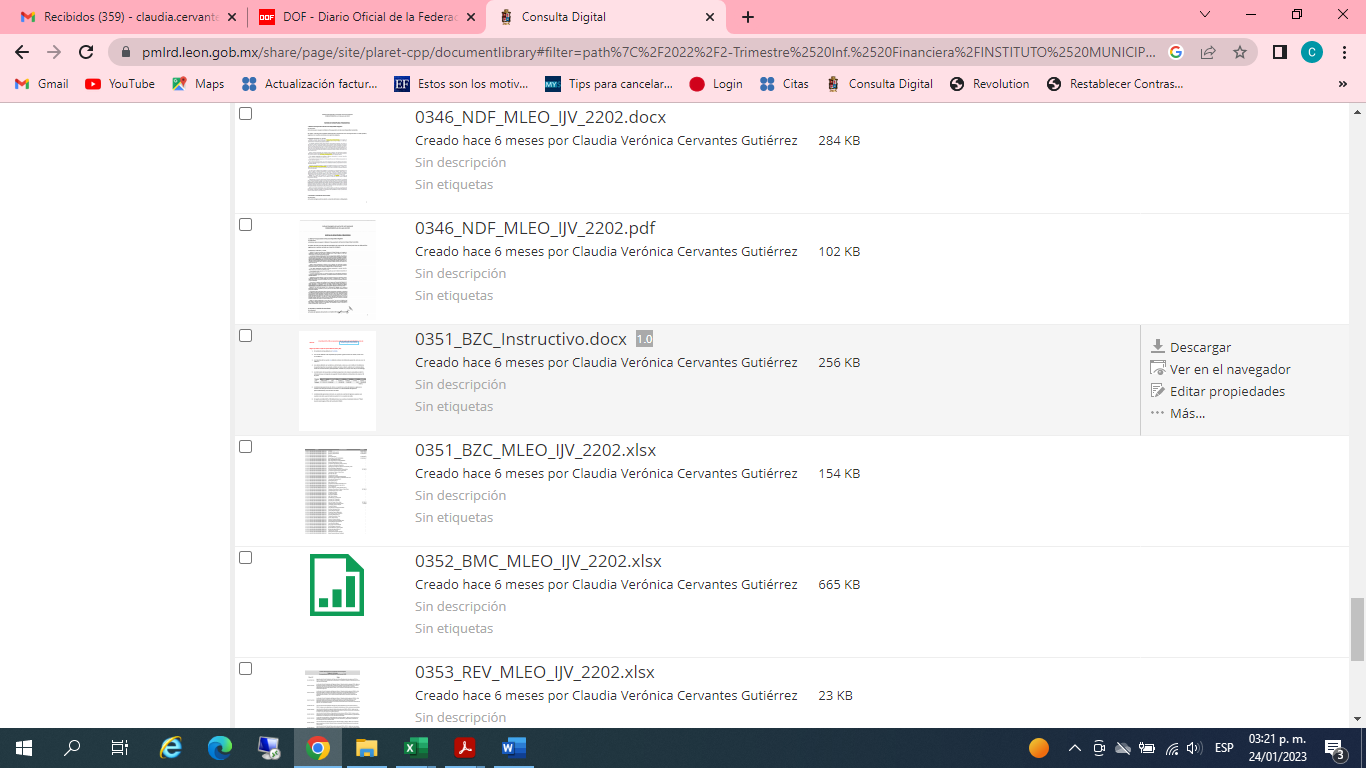 Recibidos (359) - claudia.cervant
DOF - Diario Oficial de la Federac
Consulta Digital
pmlrd.leon.gob.mx/share/page/site/plaret-cpp/documentlibrary#filter=path%7C%2F2022%2F2-Trimestre%2520Inf.%2520Financiera%2FINSTITUTO%2520MUNICIP...
C
Gmail
YouTube
Maps
Actualización factur...
EF
Estos son los motiv...
MY
Tips para cancelar...
Login
Citas
Consulta Digital
Revolution
Restablecer Contras...
»
0346_NDF_MLEO_IJV_2202.docx
Creado hace 6 meses por Claudia Verónica Cervantes Gutiérrez 284 KB
Sin descripción
Sin etiquetas
0346_NDF_MLEO_IJV_2202.pdf
Creado hace 6 meses por Claudia Verónica Cervantes Gutiérrez 102 KB
Sin descripción
Sin etiquetas
0351_BZC_Instructivo.docx 1.0
Creado hace 6 meses por Claudia Verónica Cervantes Gutiérrez 256 KB
Sin descripción
Sin etiquetas
Descargar
Ver en el navegador
Editar propiedades
Más...
0351_BZC_MLEO_IJV_2202.xlsx
Creado hace 6 meses por Claudia Verónica Cervantes Gutiérrez 154 KB
Sin descripción
Sin etiquetas
0352_BMC_MLEO_IJV_2202.xlsx
Creado hace 6 meses por Claudia Verónica Cervantes Gutiérrez 665 KB
Sin descripción
Sin etiquetas
0353_REV_MLEO_IJV_2202.xlsx
Creado hace 6 meses por Claudia Verónica Cervantes Gutiérrez 23 KB
Sin descripción
ESP
03:21 p. m.
24/01/2023
3